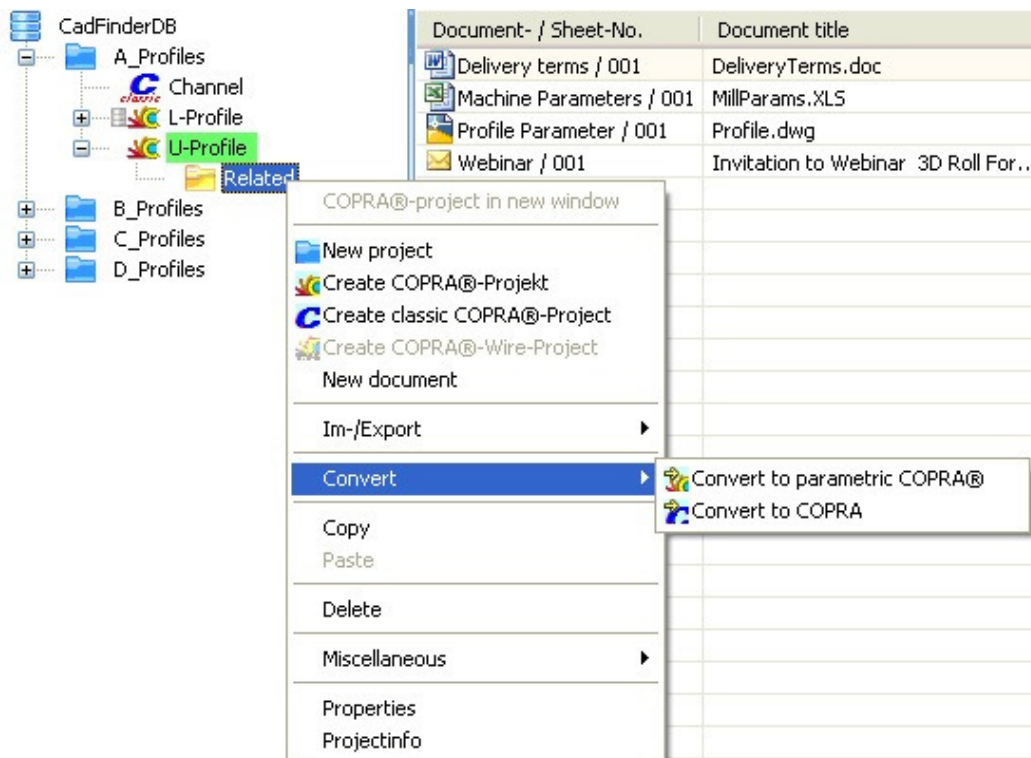 CadFinderDB
A_Profiles
Channel
classic
L-Profile
U-Profile
Related
B_Profiles
C_Profiles
D_Profiles
Document- / Sheet-No. Document title
Delivery terms / 001 DeliveryTerms.doc
Machine Parameters / 001 MillParams.XLS
Profile Parameter / 001 Profile.dwg
Webinar / 001 Invitation to Webinar 3D Roll For...
COPRA®-project in new window
New project
Create COPRA®-Projekt
Create classic COPRA®-Project
Create COPRA®-Wire-Project
New document
Im-/Export
Convert
Convert to parametric COPRA®
Convert to COPRA
Copy
Paste
Delete
Miscellaneous
Properties
Projectinfo